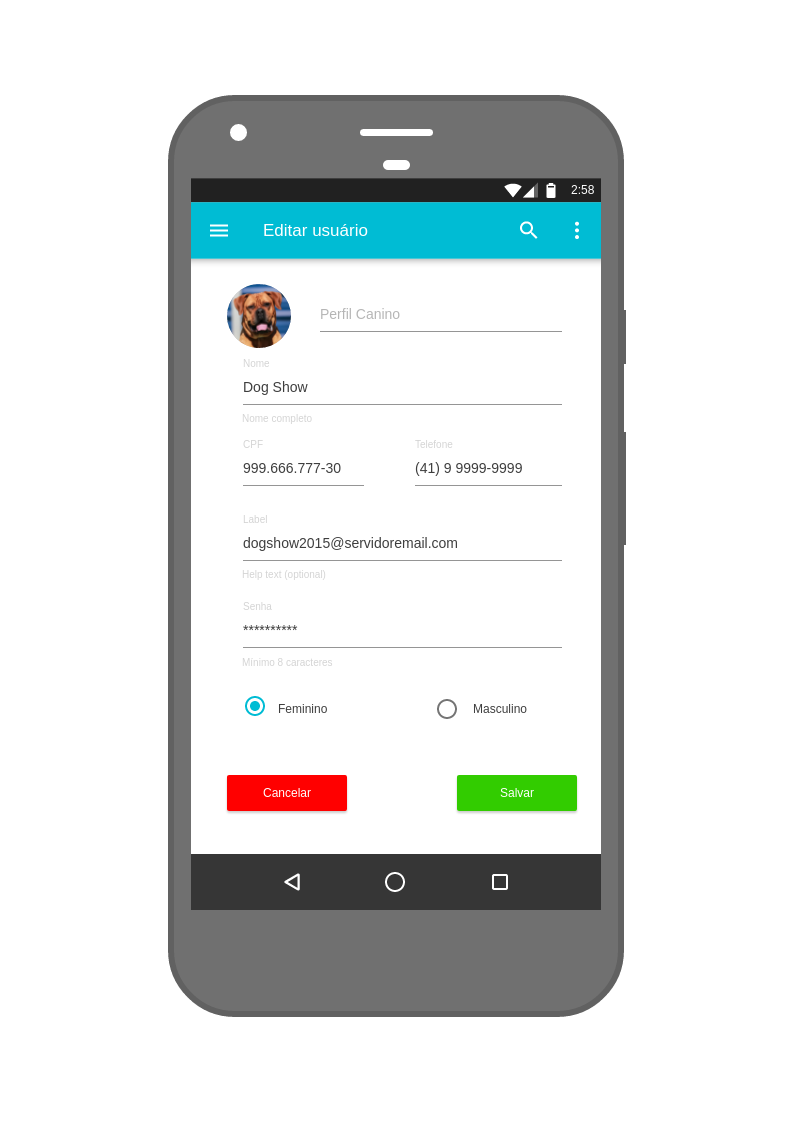 2:58
Editar usuário
Perfil Canino
Nome
Dog Show
Nome completo
CPF Telefone
999.666.777-30 (41) 9 9999-9999
Label
dogshow2015@servidoremail.com
Help text (optional)
Senha
**********
Mínimo 8 caracteres
Feminino Masculino
Cancelar Salvar